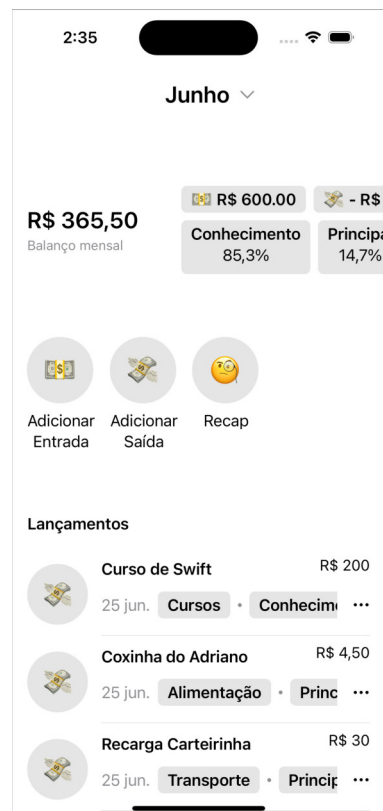 2:35
Junho
R$ 365,50
Balanço mensal
R$ 600.00
- R$
Conhecimento
85,3%
14,7%
Adicionar Entrada
Adicionar Saída
Recap
Lançamentos
Curso de Swift
R$ 200
25 jun.
Cursos
•
Coxinha do Adriano
R$ 4,50
25 jun.
Alimentação
•
Princ
Recarga Carteirinha
R$ 30
25 jun.
Transporte
•
Princip